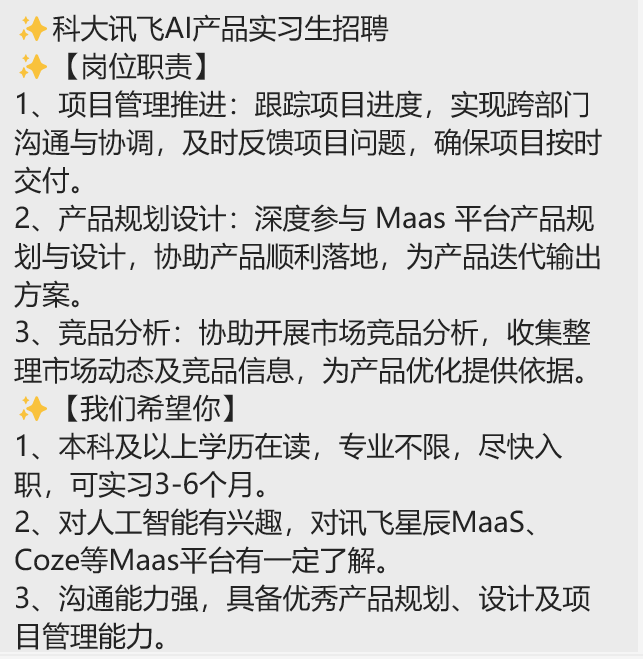 ✨科大讯飞AI产品实习生招聘
✨【岗位职责】
1、项目管理推进：跟踪项目进度，实现跨部门
沟通与协调，及时反馈项目问题，确保项目按时
交付。
2、产品规划设计：深度参与 Maas 平台产品规
划与设计，协助产品顺利落地，为产品迭代输出
方案。
3、竞品分析：协助开展市场竞品分析，收集整
理市场动态及竞品信息，为产品优化提供依据。
✨【我们希望你】
1、本科及以上学历在读，专业不限，尽快入
职，可实习3-6个月。
2、对人工智能有兴趣，对讯飞星辰MaaS、
Coze等Maas平台有一定了解。
3、沟通能力强，具备优秀产品规划、设计及项
目管理能力。